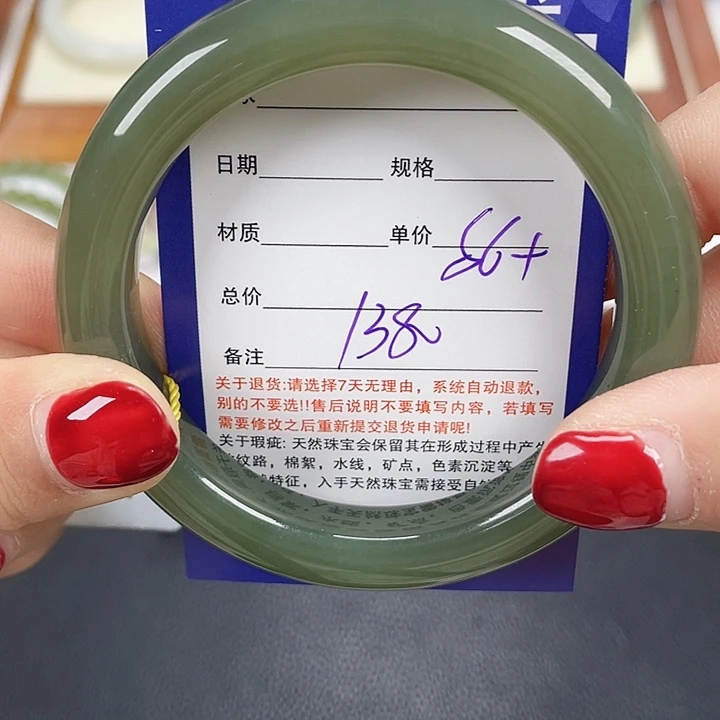 日期 规格
材质 单价 56+
总价 1380
备注
关于退货:请选择7天无理由，系统自动退款，
别的不要选!!售后说明不要填写内容，若填写
需要修改之后重新提交退货申请呢!
关于瑕疵: 天然珠宝会保留其在形成过程中产生
纹路，棉絮，水线，矿点，色素沉淀等
特征，入手天然珠宝需接受自